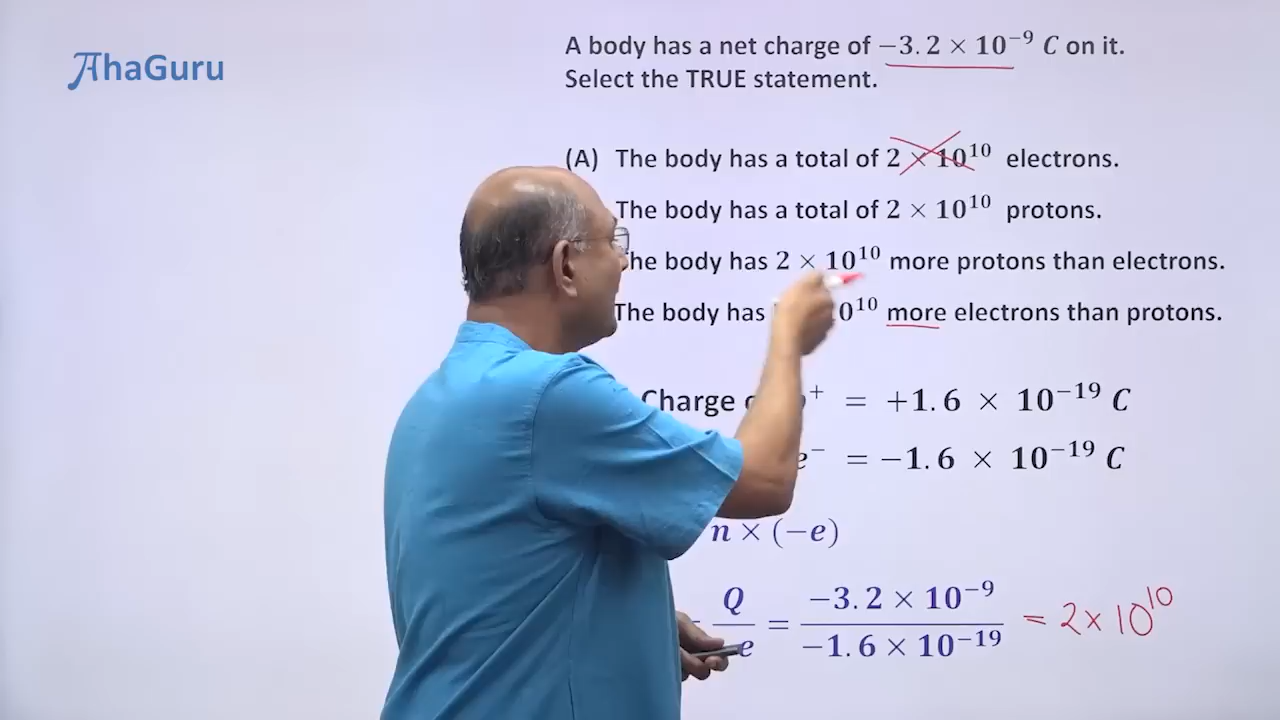 AhaGuru
A body has a net charge of −3.2 × 10⁻⁹ C on it.
Select the TRUE statement.
(A) The body has a total of 2 × 10¹⁰ electrons.
The body has a total of 2 × 10¹⁰ protons.
he body has 2 × 10¹⁰ more protons than electrons.
The body has 0¹⁰ more electrons than protons.
Charge ⁺ = +1.6 × 10⁻¹⁹ C
e⁻ = −1.6 × 10⁻¹⁹ C
n × (−e)
Q / e = −3.2 × 10⁻⁹ / −1.6 × 10⁻¹⁹ = 2 × 10¹⁰